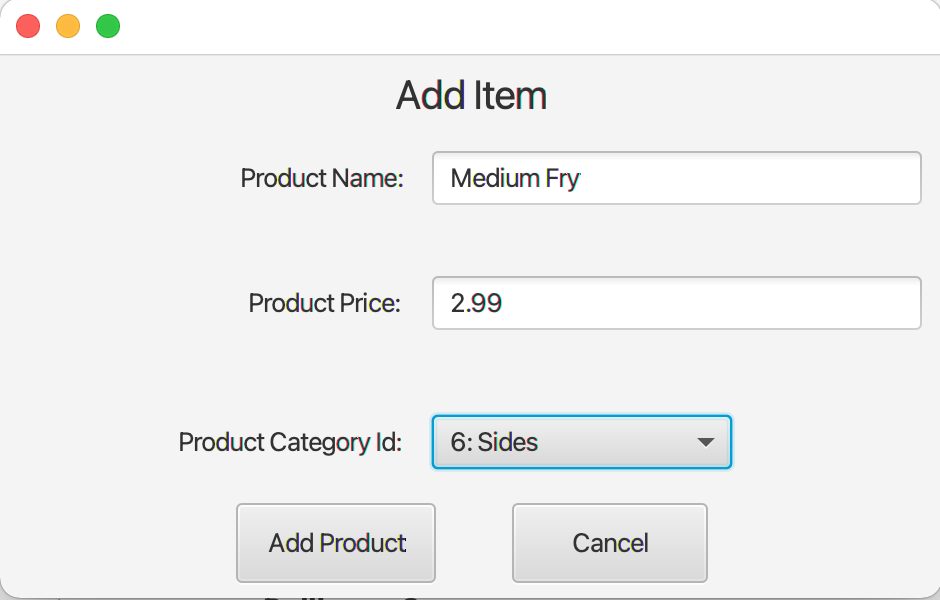 Add Item
Product Name: Medium Fry
Product Price: 2.99
Product Category Id: 6: Sides
Add Product Cancel